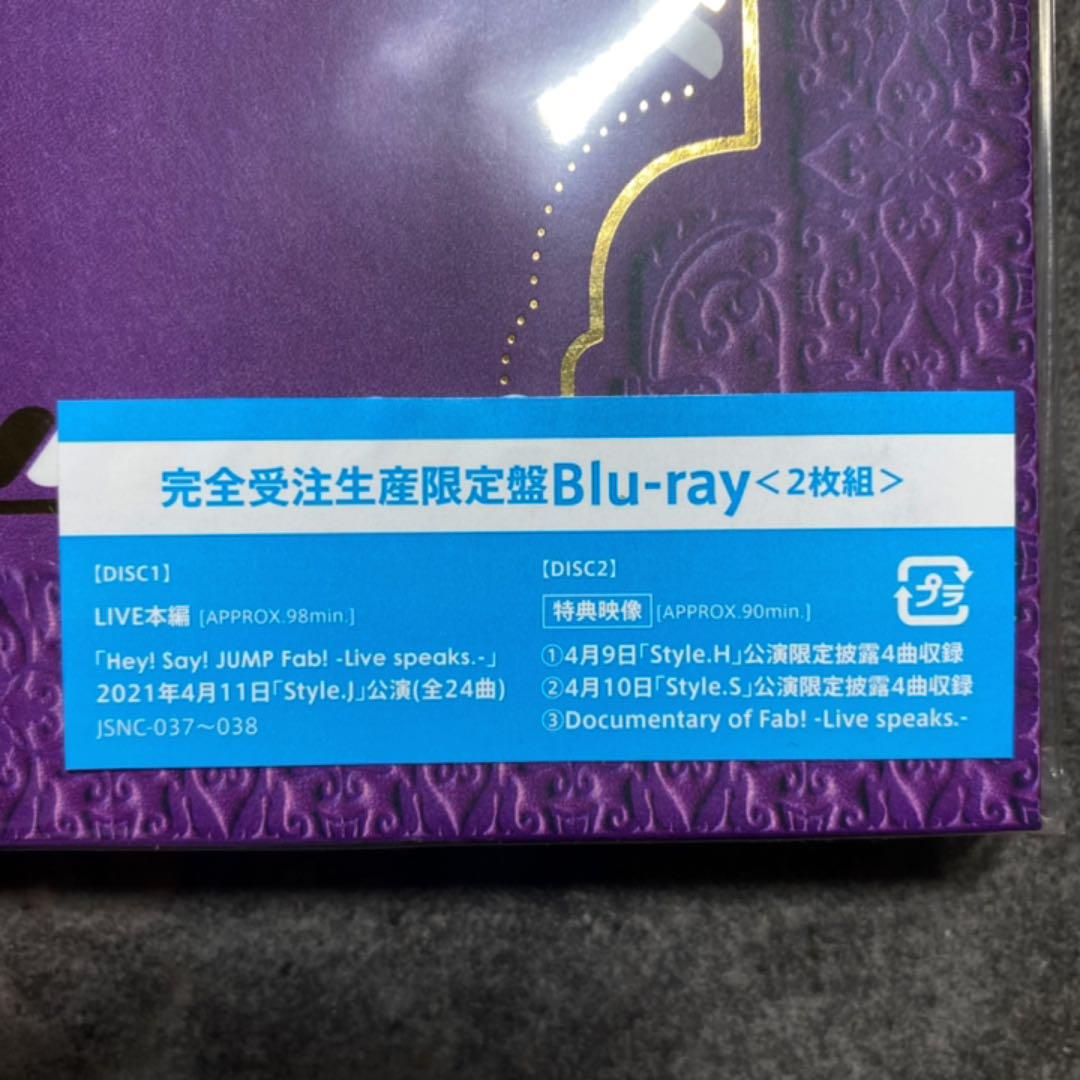 完全受注生産限定盤Blu-ray<2枚組>
【DISC1】
LIVE本編 [APPROX.98min.]
「Hey! Say! JUMP Fab! -Live speaks.-」
2021年4月11日「Style.J」公演(全24曲)
JSNC-037～038
【DISC2】
特典映像 [APPROX.90min.]
①4月9日「Style.H」公演限定披露4曲収録
②4月10日「Style.S」公演限定披露4曲収録
③Documentary of Fab! -Live speaks.-
プラ